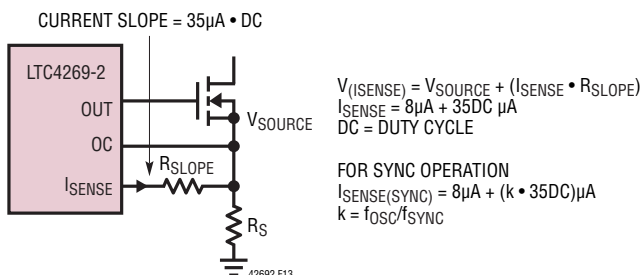 CURRENT SLOPE = 35µA • DC
LTC4269-2
OUT
OC
ISENSE
VSOURCE
RSLOPE
RS
42692 F13
V(ISENSE) = VSOURCE + (ISENSE • RSLOPE)
ISENSE = 8µA + 35DC µA
DC = DUTY CYCLE
FOR SYNC OPERATION
ISENSE(SYNC) = 8µA + (k • 35DC)µA
k = fOSC/fSYNC